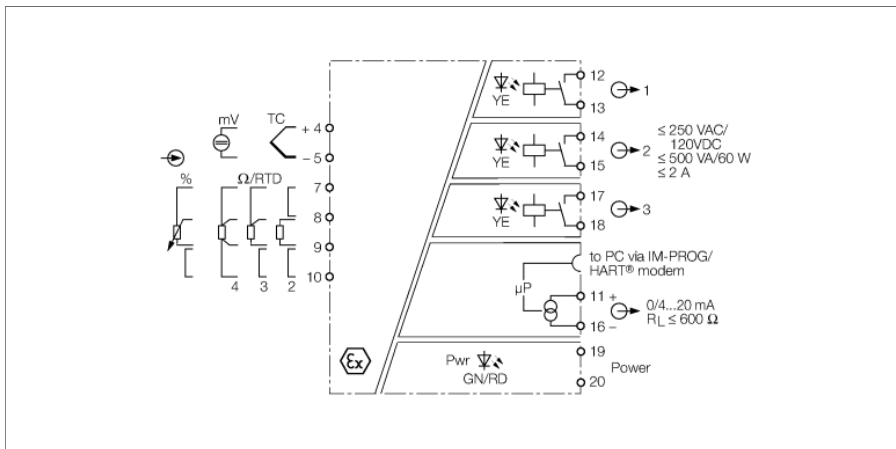 mV
TC
+ 4
− 5
%
Ω/RTD
7
8
9
10
4
3
2
Ex
YE
12
13
1
YE
14
15
2
≤ 250 VAC/
120VDC
≤ 500 VA/60 W
≤ 2 A
YE
17
18
3
to PC via IM-PROG/
HART® modem
µP
11 +
16 −
0/4...20 mA
RL ≤ 600 Ω
Pwr
GN/RD
19
20
Power